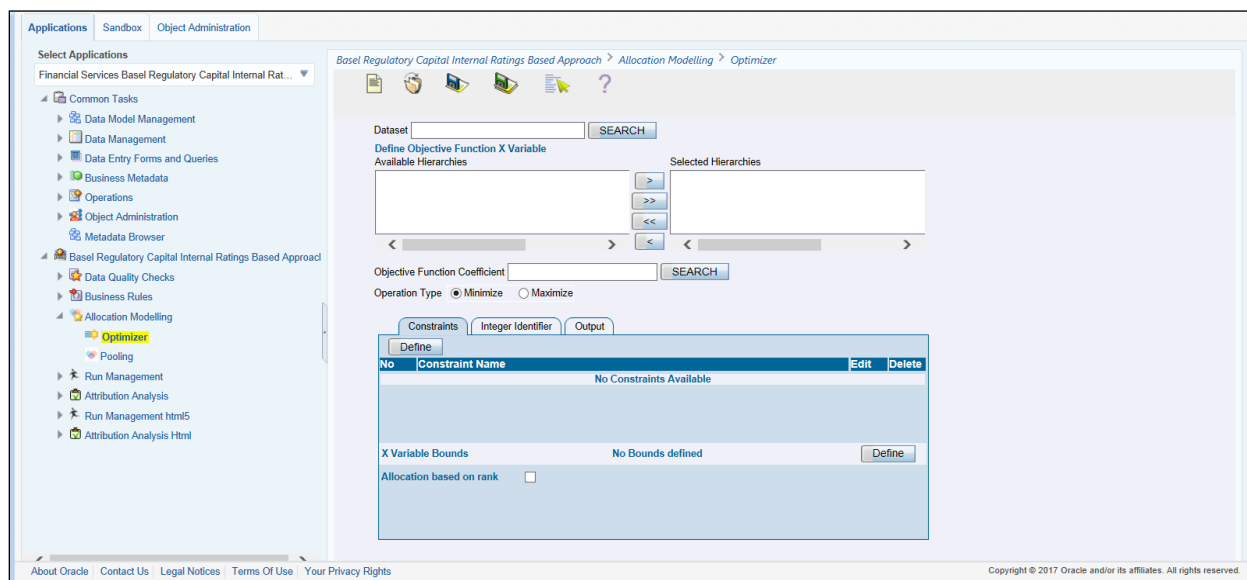 Applications Sandbox Object Administration
Select Applications
Financial Services Basel Regulatory Capital Internal Rat...
Common Tasks
Data Model Management
Data Management
Data Entry Forms and Queries
Business Metadata
Operations
Object Administration
Metadata Browser
Basel Regulatory Capital Internal Ratings Based Approacl
Data Quality Checks
Business Rules
Allocation Modelling
Optimizer
Pooling
Run Management
Attribution Analysis
Run Management html5
Attribution Analysis Html
Basel Regulatory Capital Internal Ratings Based Approach > Allocation Modelling > Optimizer
?
Dataset SEARCH
Define Objective Function X Variable
Available Hierarchies Selected Hierarchies
>
>>
<<
<
Objective Function Coefficient SEARCH
Operation Type Minimize Maximize
Constraints Integer Identifier Output
Define
No Constraint Name Edit Delete
No Constraints Available
X Variable Bounds No Bounds defined Define
Allocation based on rank
About Oracle Contact Us Legal Notices Terms Of Use Your Privacy Rights
Copyright © 2017 Oracle and/or its affiliates. All rights reserved.